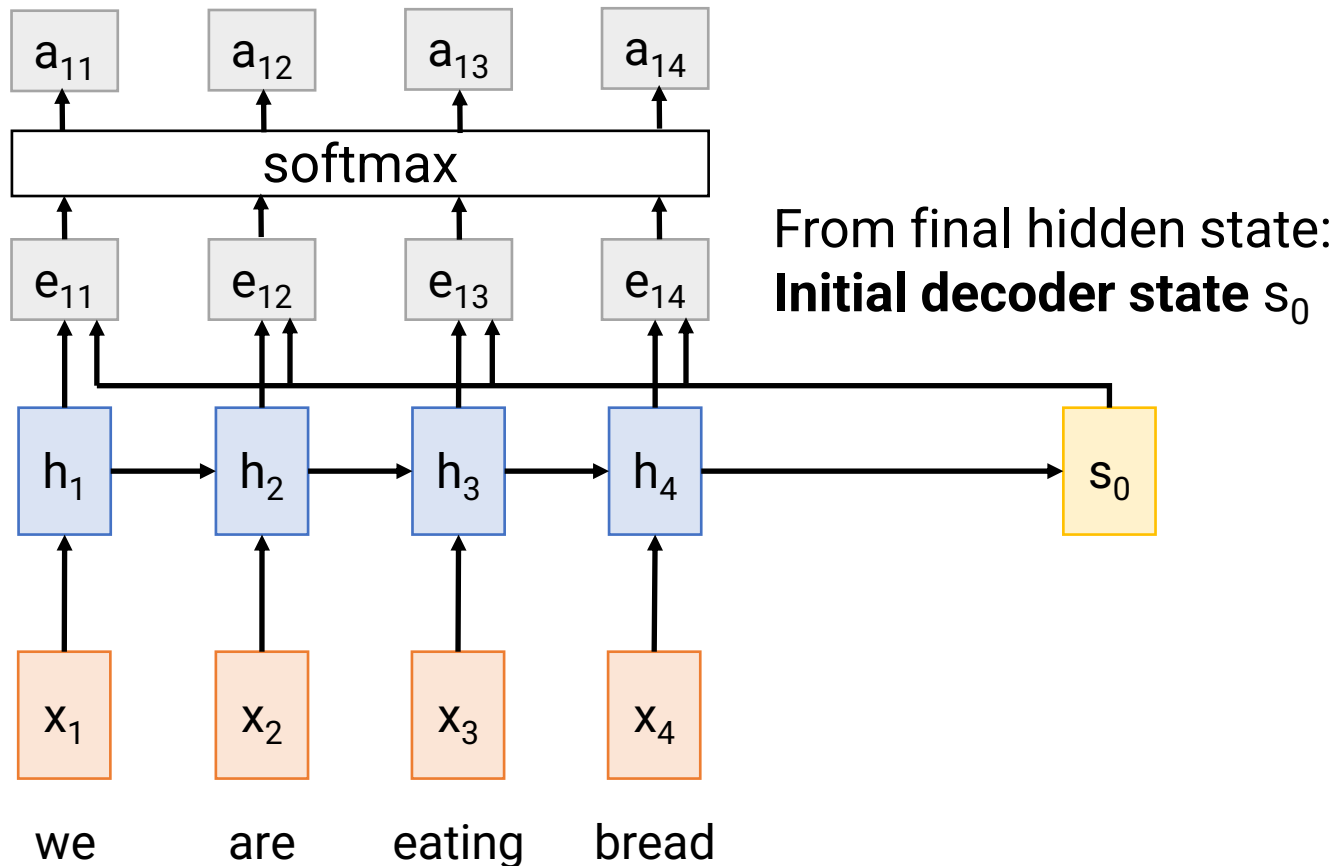 a₁₁ a₁₂ a₁₃ a₁₄
softmax
e₁₁ e₁₂ e₁₃ e₁₄
From final hidden state:
Initial decoder state s₀
h₁ h₂ h₃ h₄ s₀
x₁ x₂ x₃ x₄
we are eating bread